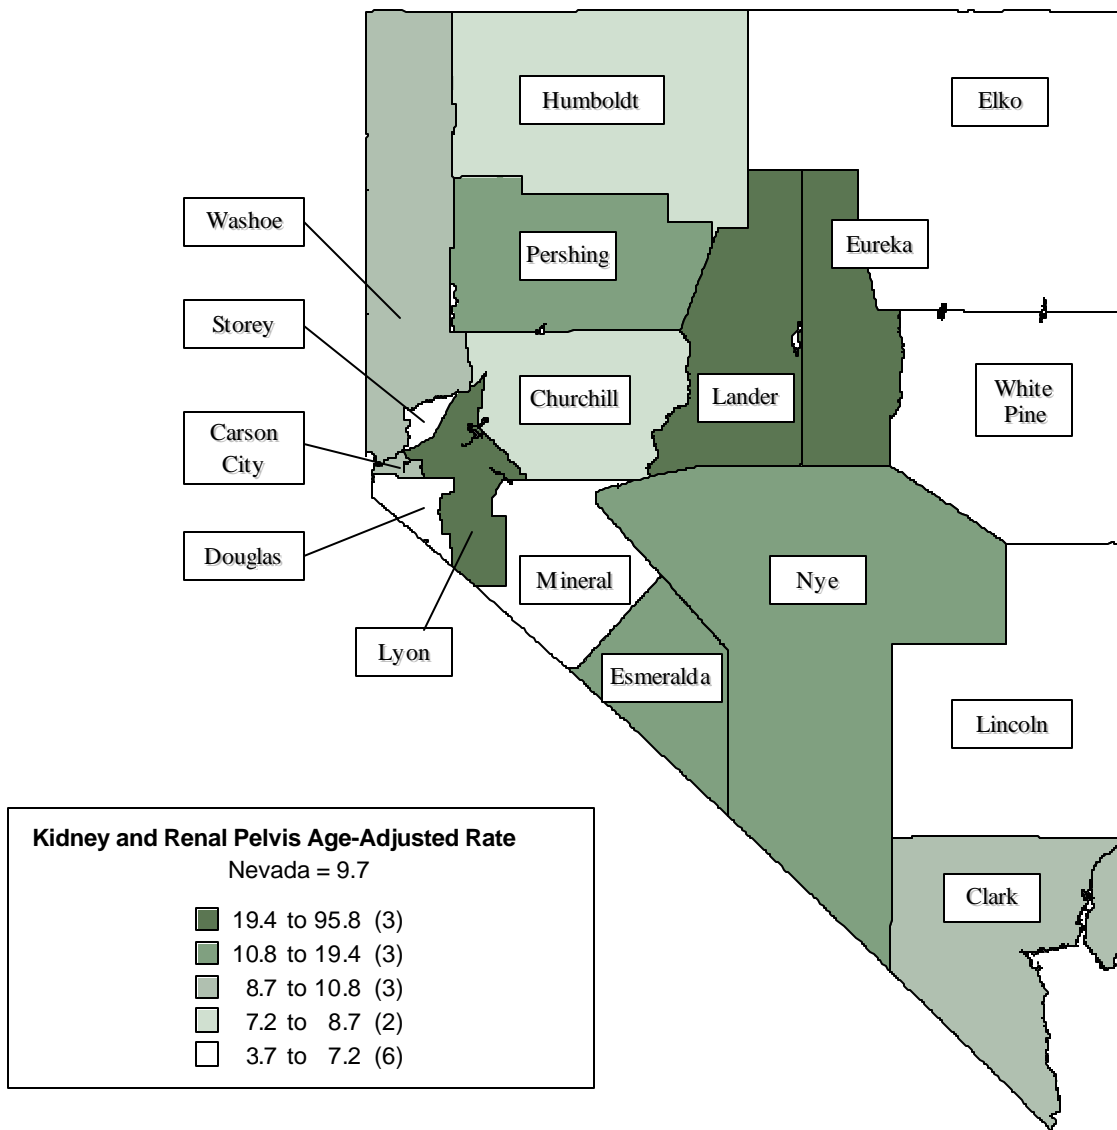 Humboldt
Elko
Washoe
Eureka
Pershing
Storey
Churchill
Lander
White
Pine
Carson
City
Douglas
Mineral
Nye
Lyon
Esmeralda
Lincoln
Kidney and Renal Pelvis Age-Adjusted Rate
Nevada = 9.7
19.4 to 95.8 (3)
10.8 to 19.4 (3)
8.7 to 10.8 (3)
7.2 to 8.7 (2)
3.7 to 7.2 (6)
Clark